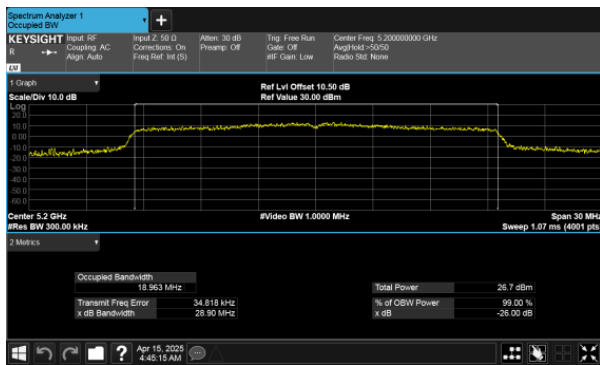 Spectrum Analyzer 1
Occupied BW
KEYSIGHT Input: RF Input Z: 50 Ω Atten: 30 dB Trig: Free Run Center Freq: 5.200000000 GHz
R Coupling: AC Corrections: On Preamp: Off Gate: Off Avg|Hold:>50/50
Align: Auto Freq Ref: Int (S) #IF Gain: Low Radio Std: None
1 Graph
Ref Lvl Offset 10.50 dB
Scale/Div 10.0 dB Ref Value 30.00 dBm
Log
20.0
10.0
0.00
-10.0
-20.0
-30.0
-40.0
-50.0
-60.0
Center 5.2 GHz #Video BW 1.0000 MHz Span 30 MHz
#Res BW 300.00 kHz Sweep 1.07 ms (4001 pts)
2 Metrics
Occupied Bandwidth
18.963 MHz Total Power 26.7 dBm
Transmit Freq Error 34.818 kHz % of OBW Power 99.00 %
x dB Bandwidth 28.90 MHz x dB -26.00 dB
? Apr 15, 2025
4:45:15 AM